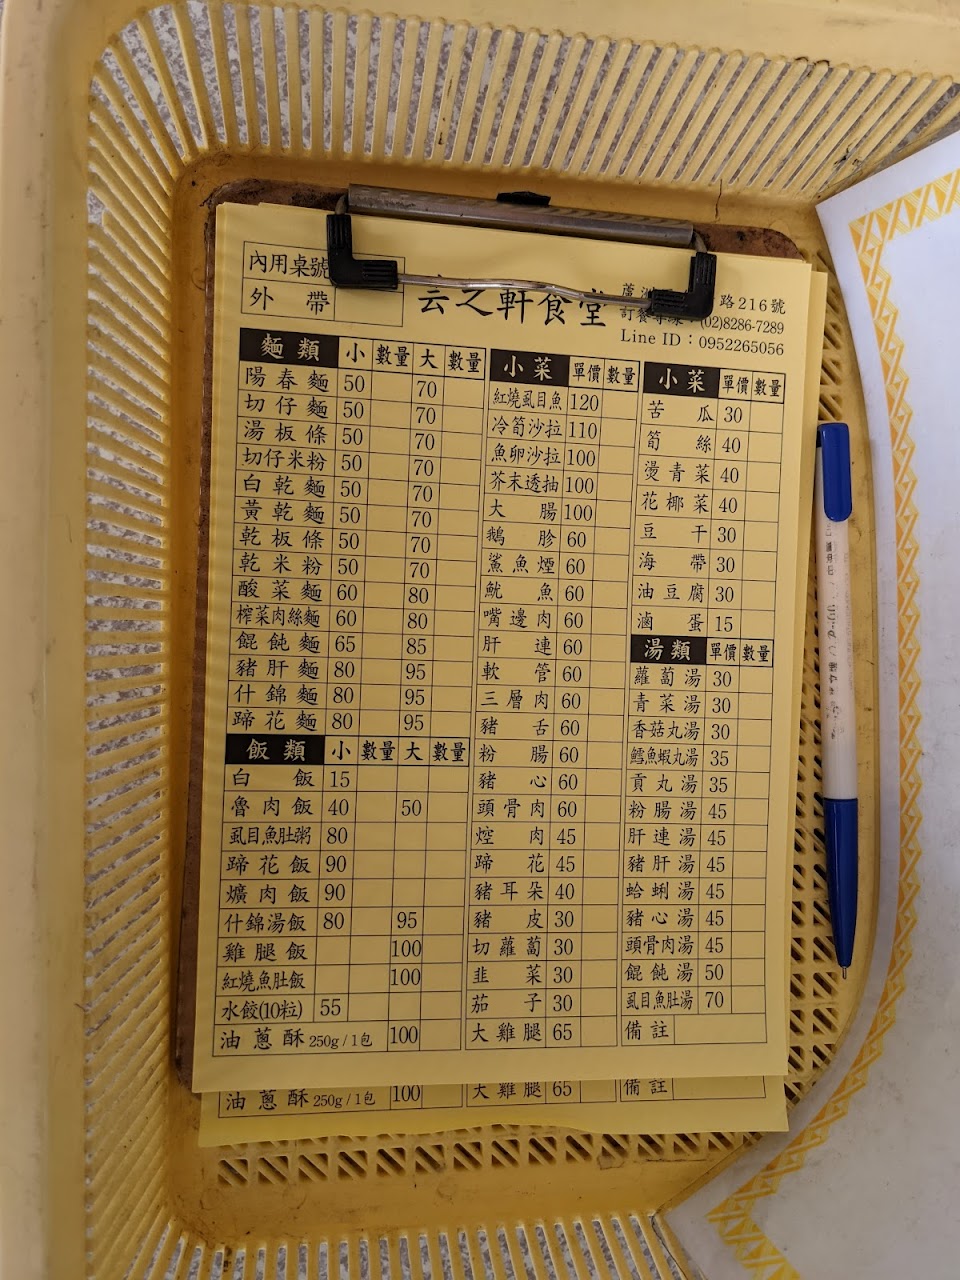 內用桌號
外帶
云之軒食堂
路216號
訂餐專線：(02)8286-7289
Line ID：0952265056
麵類 小 數量 大 數量
陽春麵 50 70
切仔麵 50 70
湯板條 50 70
切仔米粉 50 70
白乾麵 50 70
黃乾麵 50 70
乾板條 50 70
乾米粉 50 70
酸菜麵 60 80
榨菜肉絲麵 60 80
餛飩麵 65 85
豬肝麵 80 95
什錦麵 80 95
蹄花麵 80 95
飯類 小 數量 大 數量
白飯 15
魯肉飯 40 50
虱目魚肚粥 80
蹄花飯 90
爌肉飯 90
什錦湯飯 80 95
雞腿飯 100
紅燒魚肚飯 100
水餃(10粒) 55
油蔥酥 250g/1包 100
小菜 單價 數量
紅燒虱目魚 120
冷筍沙拉 110
魚卵沙拉 100
芥末透抽 100
大腸 100
鵝胗 60
鯊魚煙 60
魷魚 60
嘴邊肉 60
肝連 60
軟管 60
三層肉 60
豬舌 60
粉腸 60
豬心 60
頭骨肉 60
焢肉 45
蹄花 45
豬耳朵 40
豬皮 30
切蘿蔔 30
韭菜 30
茄子 30
大雞腿 65
小菜 單價 數量
苦瓜 30
筍絲 40
燙青菜 40
花椰菜 40
豆干 30
海帶 30
油豆腐 30
滷蛋 15
湯類 單價 數量
蘿蔔湯 30
青菜湯 30
香菇丸湯 30
鱈魚蝦丸湯 35
貢丸湯 35
粉腸湯 45
肝連湯 45
豬肝湯 45
蛤蜊湯 45
豬心湯 45
頭骨肉湯 45
餛飩湯 50
虱目魚肚湯 70
備註
油蔥酥 250g/1包 100
大雞腿 65
備註